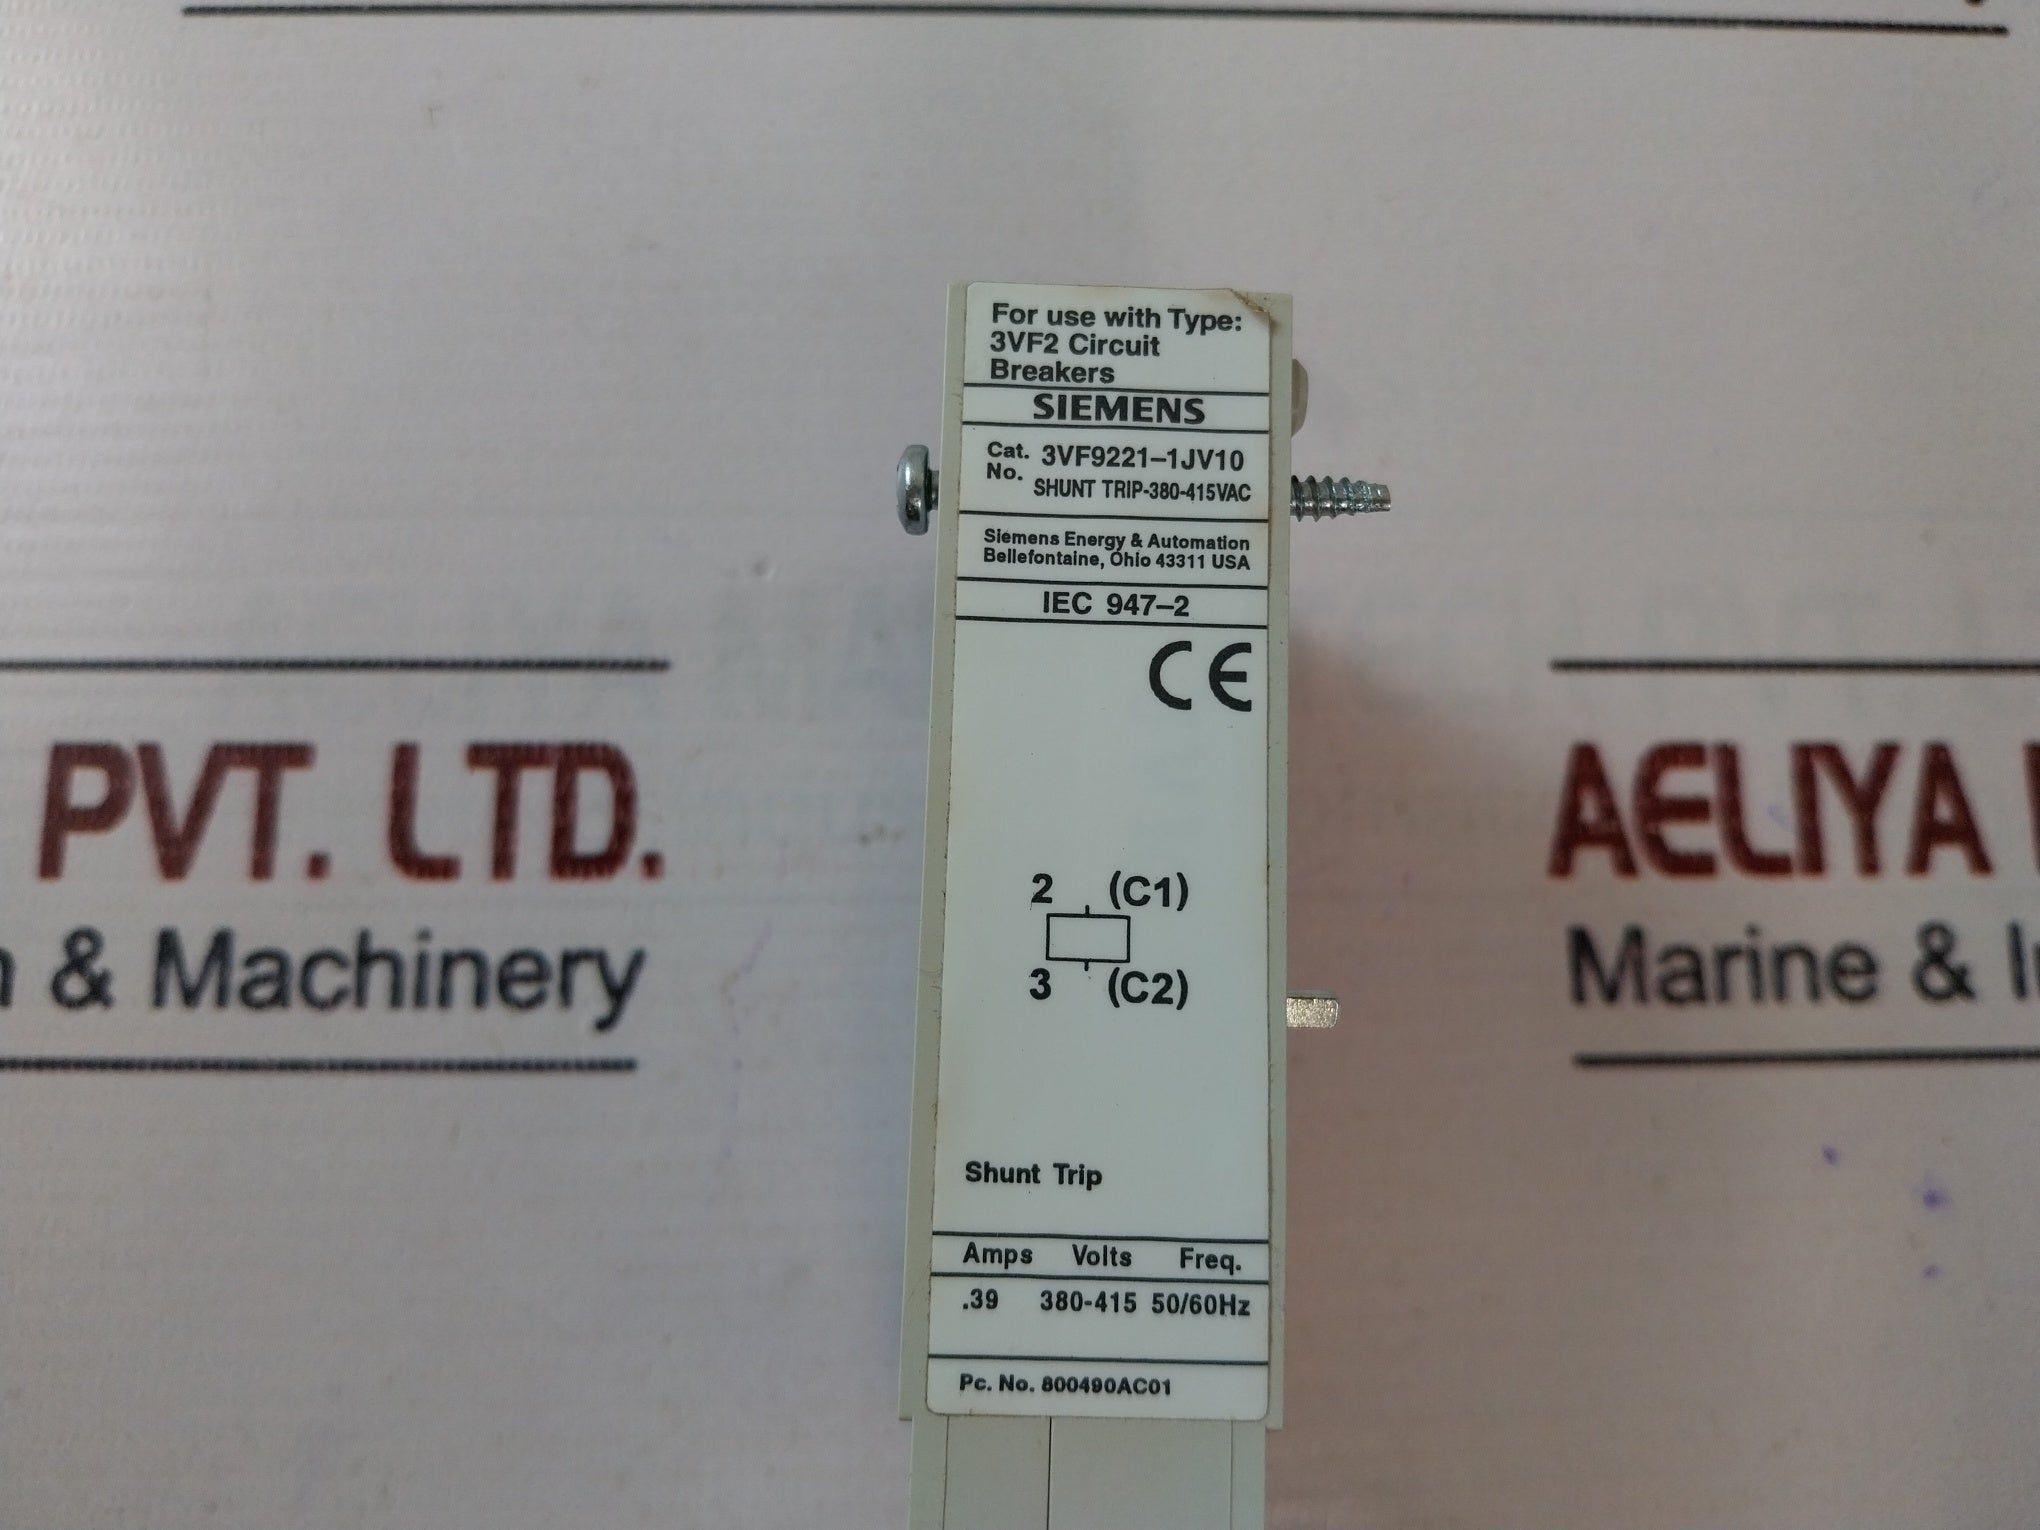 For use with Type:
3VF2 Circuit
Breakers
SIEMENS
Cat. No. 3VF9221-1JV10
SHUNT TRIP-380-415VAC
Siemens Energy & Automation
Bellefontaine, Ohio 43311 USA
IEC 947-2
CE
2 (C1)
3 (C2)
Shunt Trip
Amps Volts Freq.
.39 380-415 50/60Hz
Pc. No. 800490AC01
PVT. LTD.
& Machinery
AELIYA
Marine &